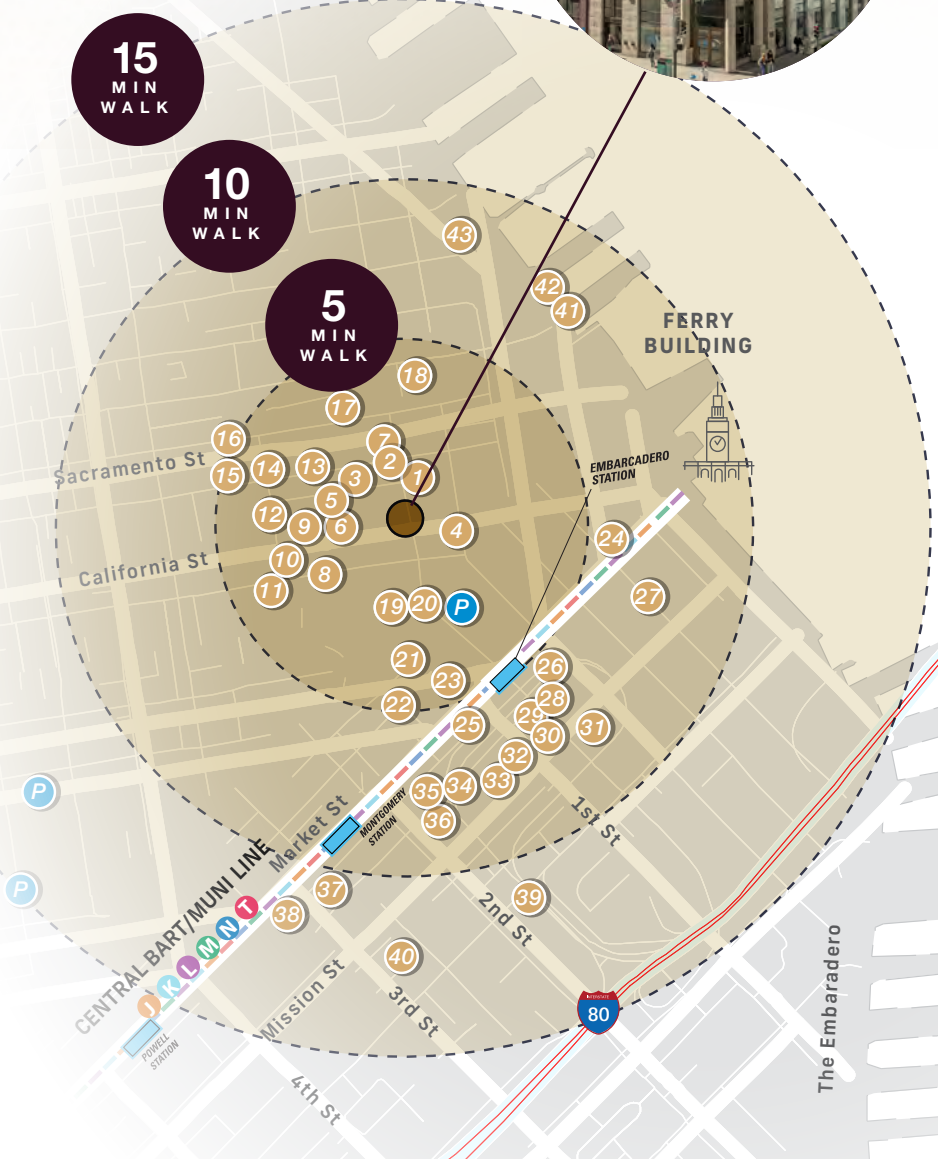 15
MIN
WALK
10
MIN
WALK
5
MIN
WALK
43
42
41
FERRY
BUILDING
18
17
16
7
Sacramento St
15
14
13
2
3
1
EMBARCADERO
STATION
5
12
9
6
4
24
California St
10
8
11
27
19
20
P
21
23
26
22
28
25
29
30
31
32
33
34
35
36
P
MONTGOMERY
STATION
1st St
Market St
P
37
38
39
2nd St
CENTRAL BART/MUNI LINE
J
K
L
M
N
T
40
Mission St
3rd St
INTERSTATE
80
The Embaradero
POWELL
STATION
4th St